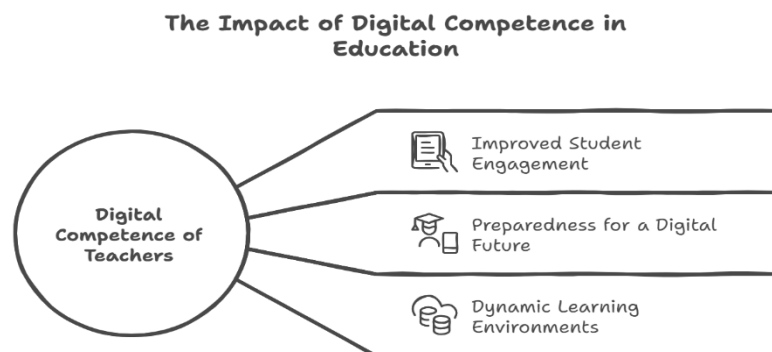 The Impact of Digital Competence in
Education
Digital
Competence of
Teachers
Improved Student
Engagement
Preparedness for a Digital
Future
Dynamic Learning
Environments